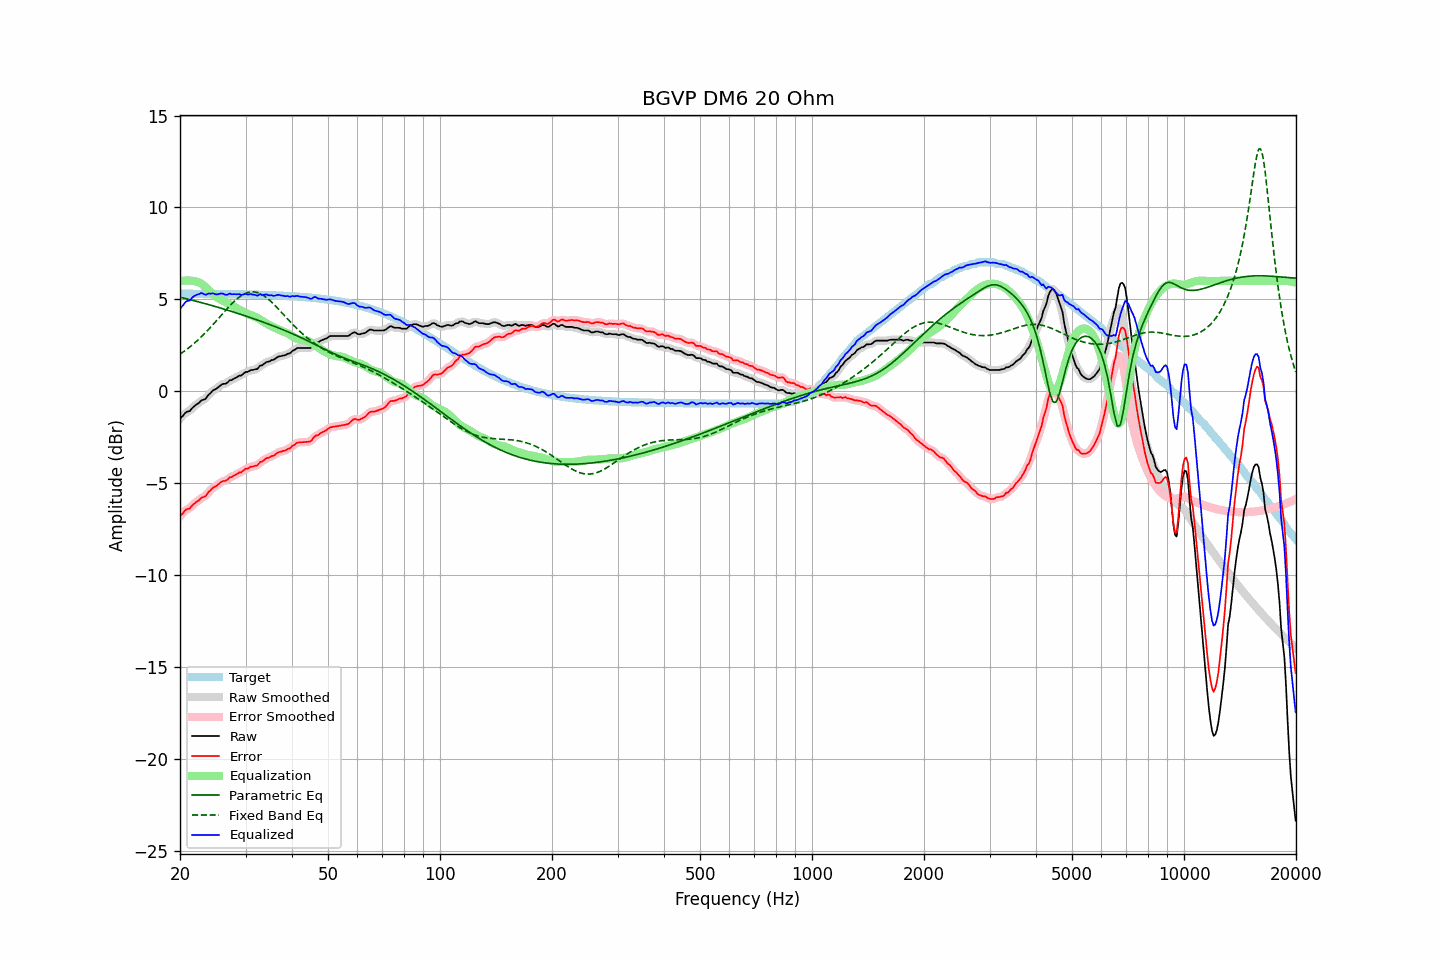 BGVP DM6 20 Ohm
Amplitude (dBr)
15
10
5
0
−5
−10
−15
−20
−25
Target
Raw Smoothed
Error Smoothed
Raw
Error
Equalization
Parametric Eq
Fixed Band Eq
Equalized
20
50
100
200
500
1000
2000
5000
10000
20000
Frequency (Hz)